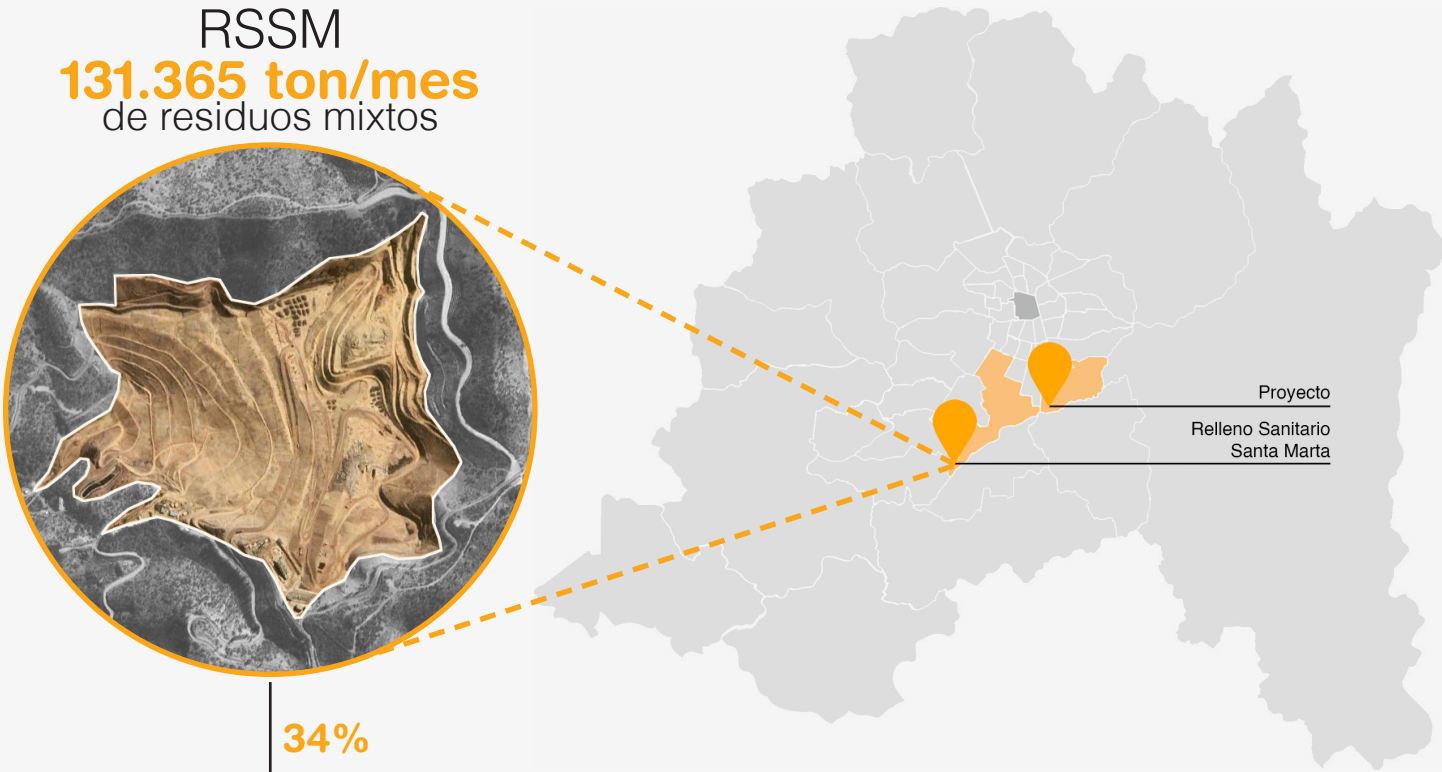 RSSM
131.365 ton/mes
de residuos mixtos
Proyecto
Relleno Sanitario
Santa Marta
34%